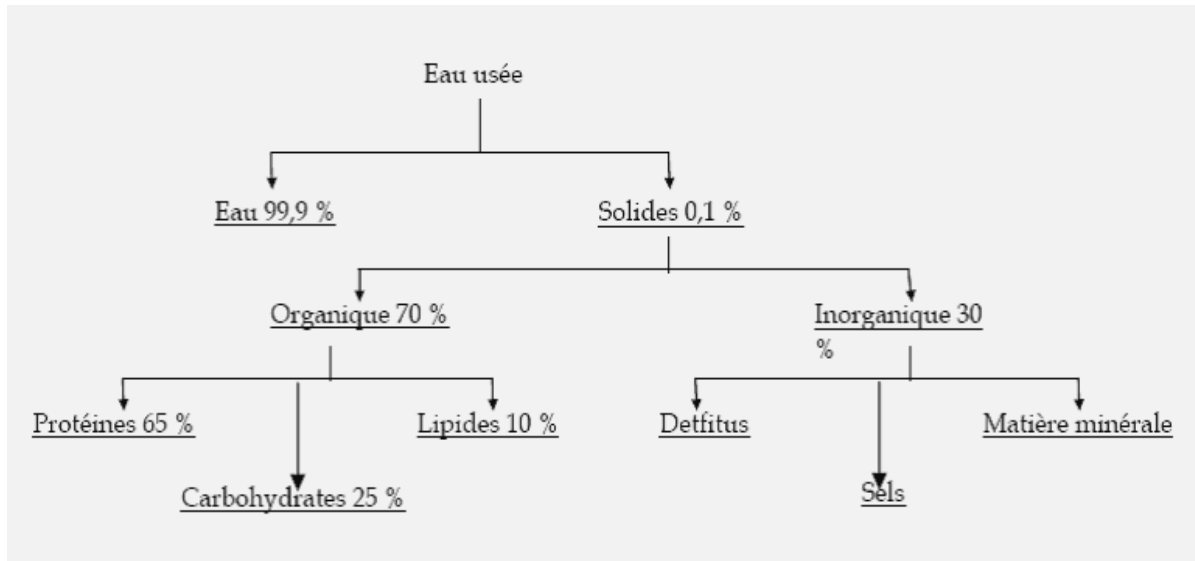 Eau usée
Eau 99,9 %
Solides 0,1 %
Organique 70 %
Inorganique 30
%
Protéines 65 %
Lipides 10 %
Detfitus
Matière minérale
Carbohydrates 25 %
Sels